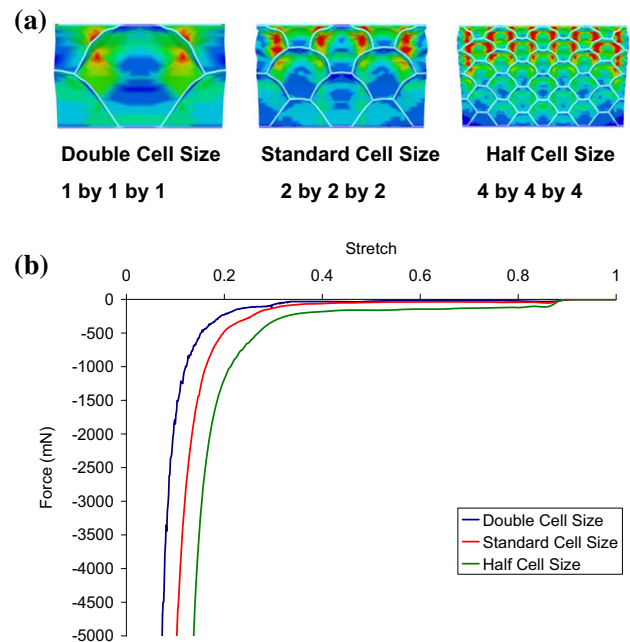 (a)
Double Cell Size Standard Cell Size Half Cell Size
1 by 1 by 1 2 by 2 by 2 4 by 4 by 4
(b)
Stretch
0 0.2 0.4 0.6 0.8 1
0
-500
-1000
-1500
-2000
-2500
-3000
-3500
-4000
-4500
-5000
Force (mN)
Double Cell Size
Standard Cell Size
Half Cell Size